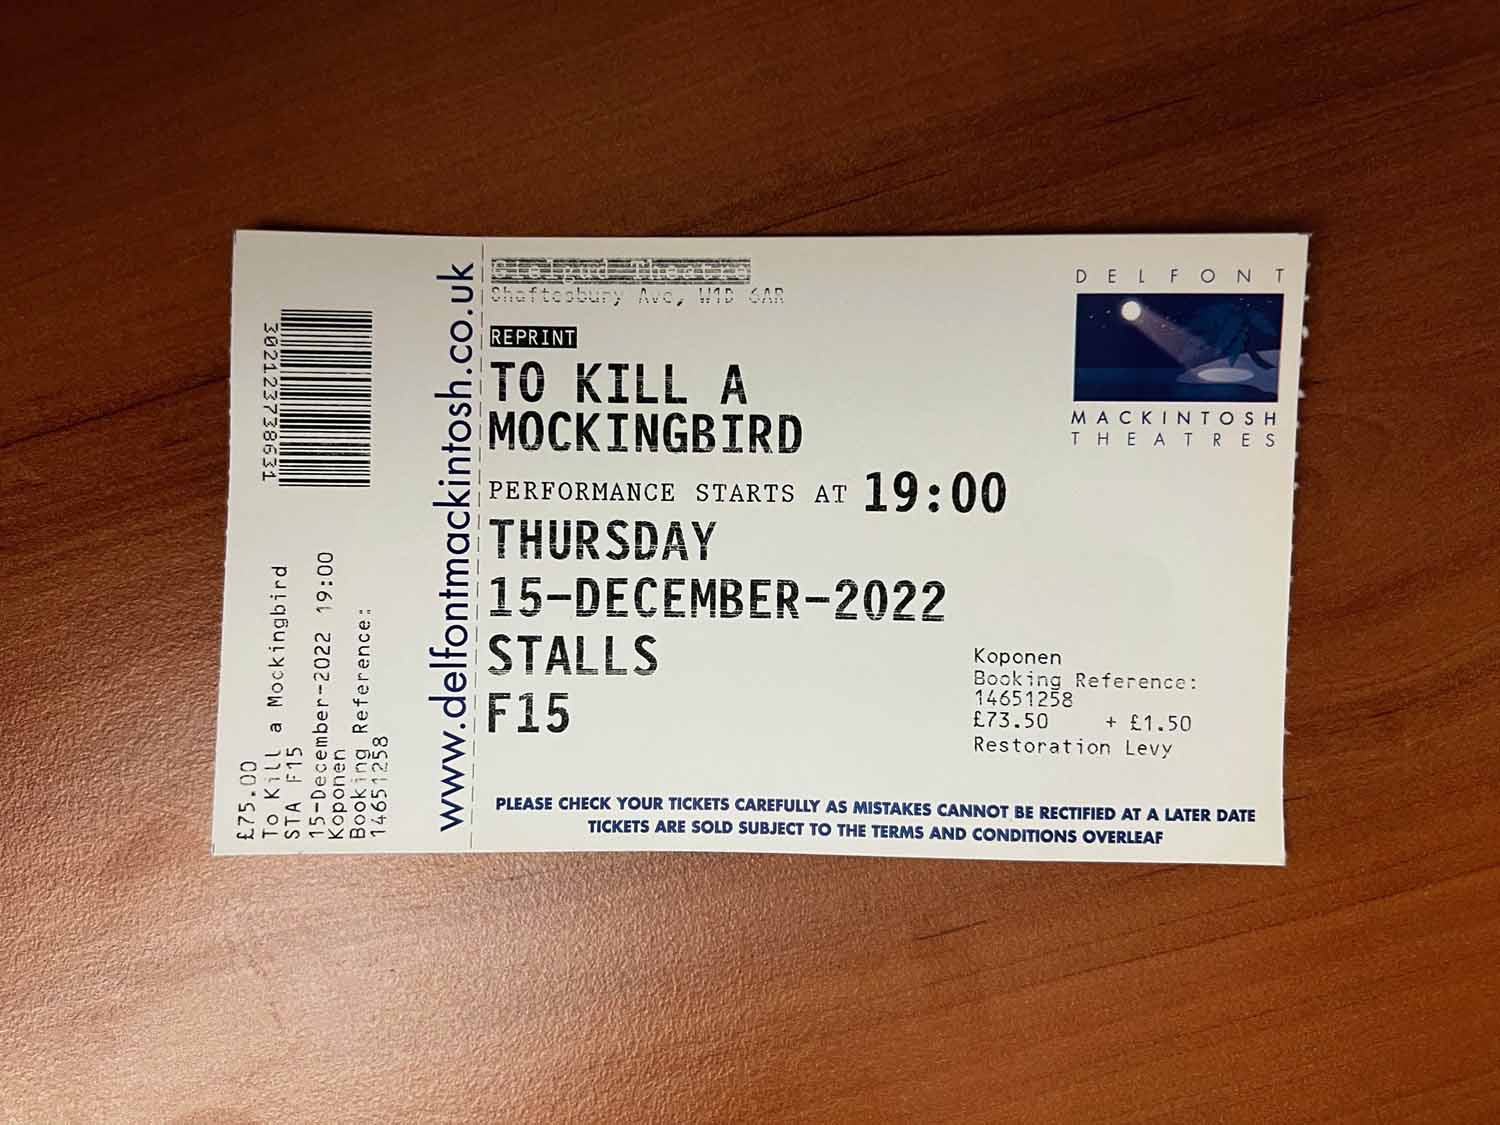 £75.00
To Kill a Mockingbird
STA F15
15-December-2022 19:00
Koponen
Booking Reference:
14651258
302123738631
www.delfontmackintosh.co.uk
Gielgud Theatre
Shaftesbury Ave, W1D 6AR
REPRINT
TO KILL A
MOCKINGBIRD
PERFORMANCE STARTS AT 19:00
THURSDAY
15-DECEMBER-2022
STALLS
F15
DELFONT
MACKINTOSH
THEATRES
Koponen
Booking Reference:
14651258
£73.50 + £1.50
Restoration Levy
PLEASE CHECK YOUR TICKETS CAREFULLY AS MISTAKES CANNOT BE RECTIFIED AT A LATER DATE
TICKETS ARE SOLD SUBJECT TO THE TERMS AND CONDITIONS OVERLEAF